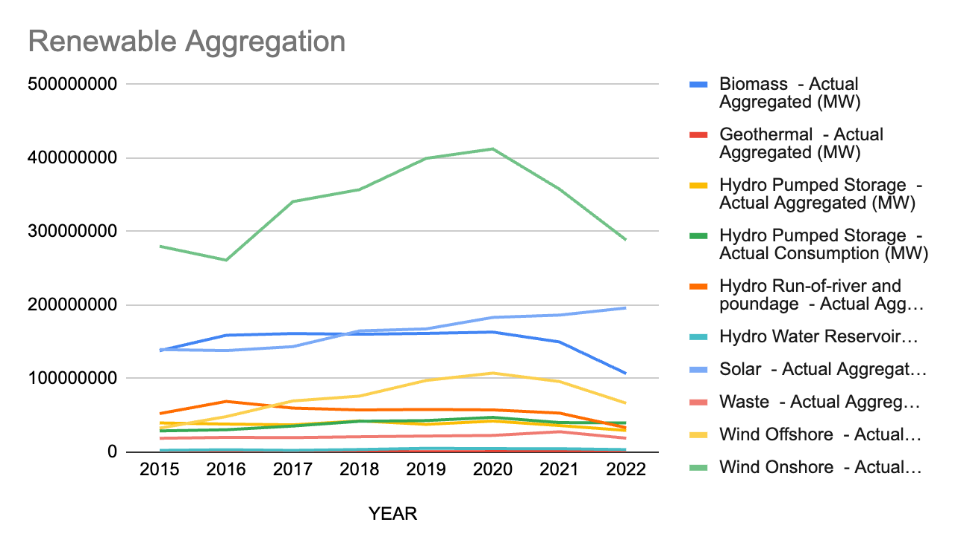 Renewable Aggregation
500000000
400000000
300000000
200000000
100000000
0
2015 2016 2017 2018 2019 2020 2021 2022
YEAR
Biomass - Actual
Aggregated (MW)
Geothermal - Actual
Aggregated (MW)
Hydro Pumped Storage -
Actual Aggregated (MW)
Hydro Pumped Storage -
Actual Consumption (MW)
Hydro Run-of-river and
poundage - Actual Agg…
Hydro Water Reservoir…
Solar - Actual Aggregat…
Waste - Actual Aggreg…
Wind Offshore - Actual…
Wind Onshore - Actual…